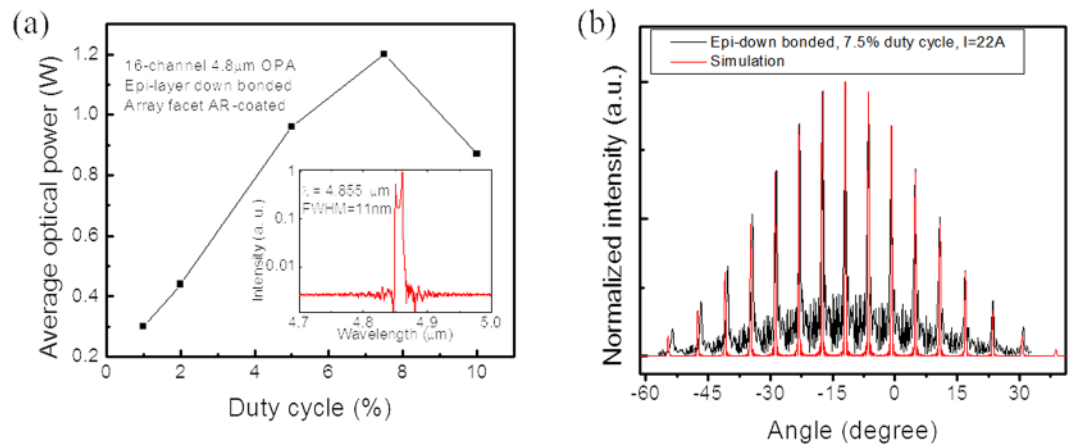 (a)
1.2
1.0
0.8
0.6
0.4
0.2
0
2
4
6
8
10
Average optical power (W)
Duty cycle (%)
16-channel 4.8μm OPA
Epi-layer down bonded
Array facet AR-coated
1
0.1
0.01
4.7
4.8
4.9
5.0
Intensity (a. u.)
Wavelength (μm)
λ = 4.855 μm
FWHM=11nm
(b)
Epi-down bonded, 7.5% duty cycle, I=22A
Simulation
Normalized intensity (a.u.)
-60
-45
-30
-15
0
15
30
Angle (degree)